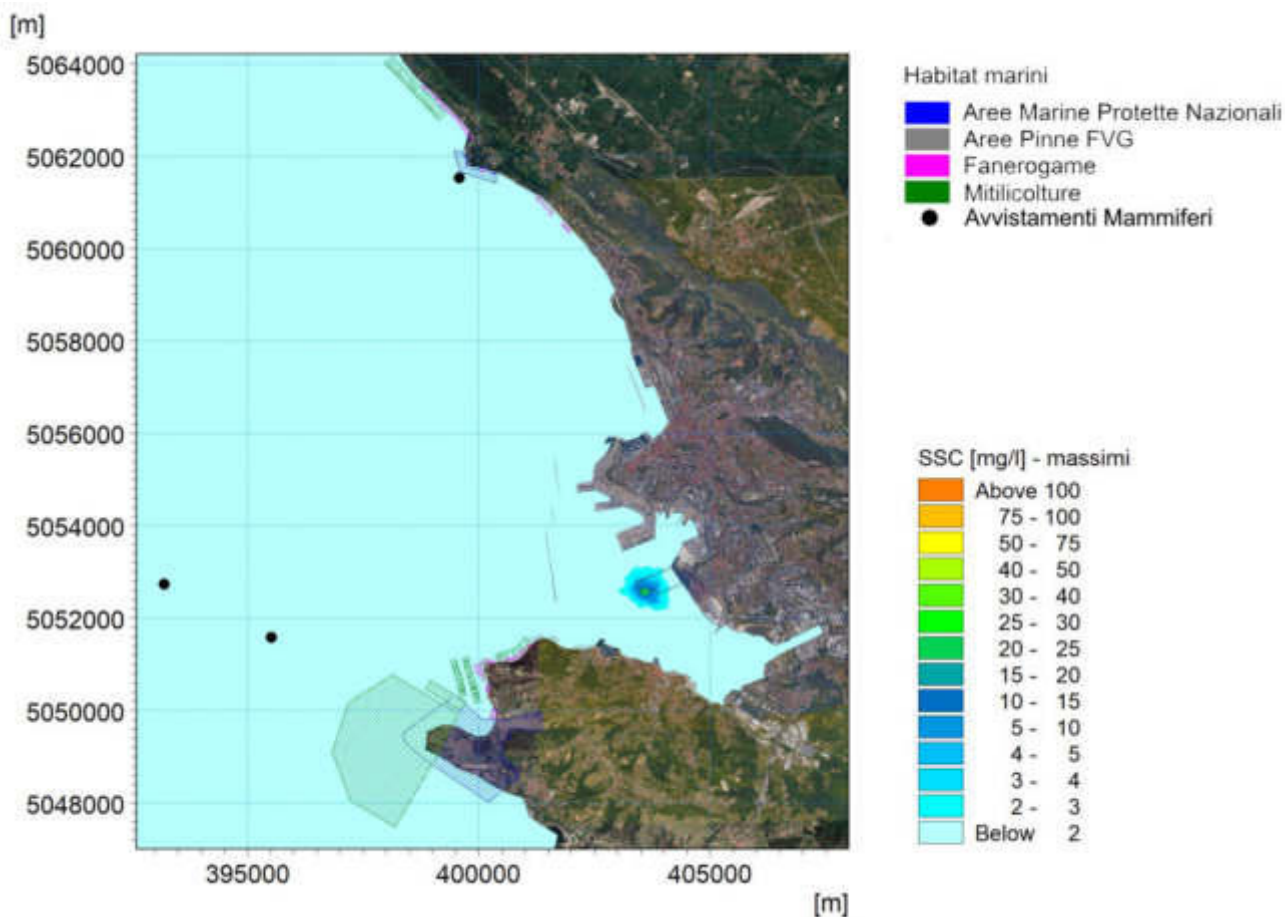 [m]
5064000
5062000
5060000
5058000
5056000
5054000
5052000
5050000
5048000
395000
400000
405000
[m]
Habitat marini
Aree Marine Protette Nazionali
Aree Pinne FVG
Fanerogame
Mitilicolture
Avvistamenti Mammiferi
SSC [mg/l] - massimi
Above 100
75 - 100
50 - 75
40 - 50
30 - 40
25 - 30
20 - 25
15 - 20
10 - 15
5 - 10
4 - 5
3 - 4
2 - 3
Below 2